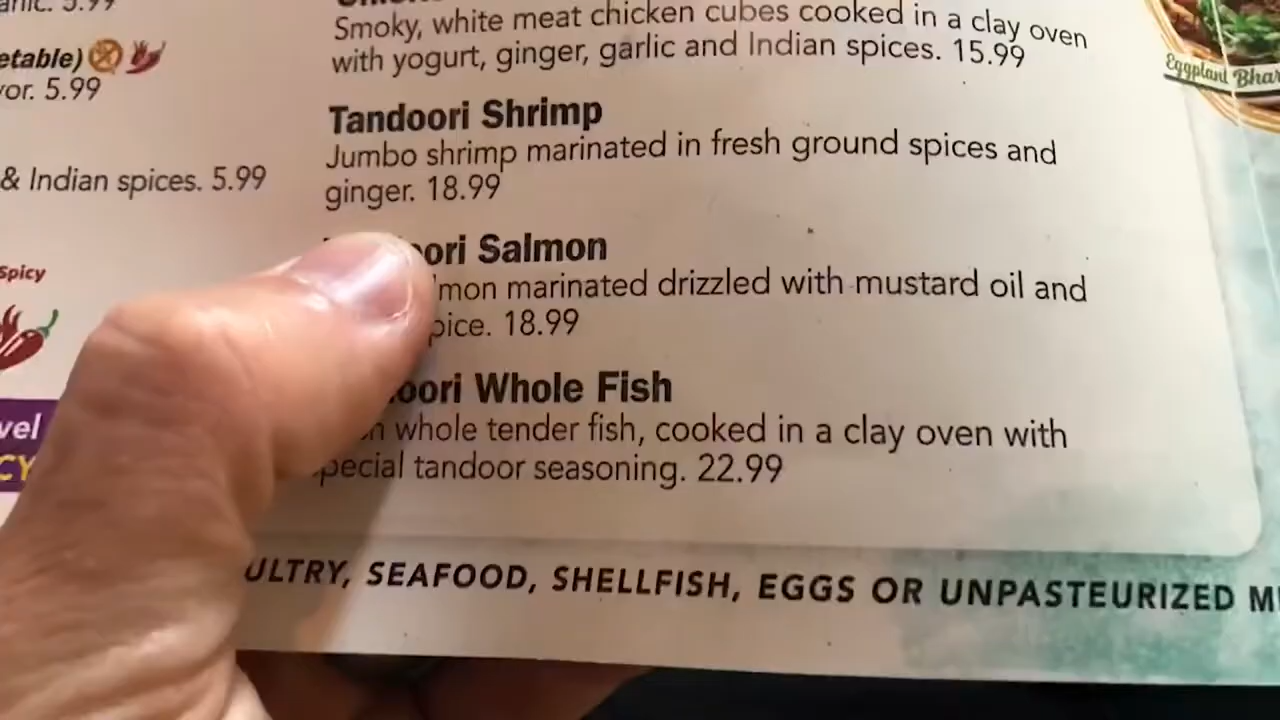 5.99
etable)
vor. 5.99
& Indian spices. 5.99
Spicy
vel
CY
Smoky, white meat chicken cubes cooked in a clay oven
with yogurt, ginger, garlic and Indian spices. 15.99
Tandoori Shrimp
Jumbo shrimp marinated in fresh ground spices and
ginger. 18.99
oori Salmon
lmon marinated drizzled with mustard oil and
pice. 18.99
oori Whole Fish
whole tender fish, cooked in a clay oven with
pecial tandoor seasoning. 22.99
Eggplant Bhar
ULTRY, SEAFOOD, SHELLFISH, EGGS OR UNPASTEURIZED M